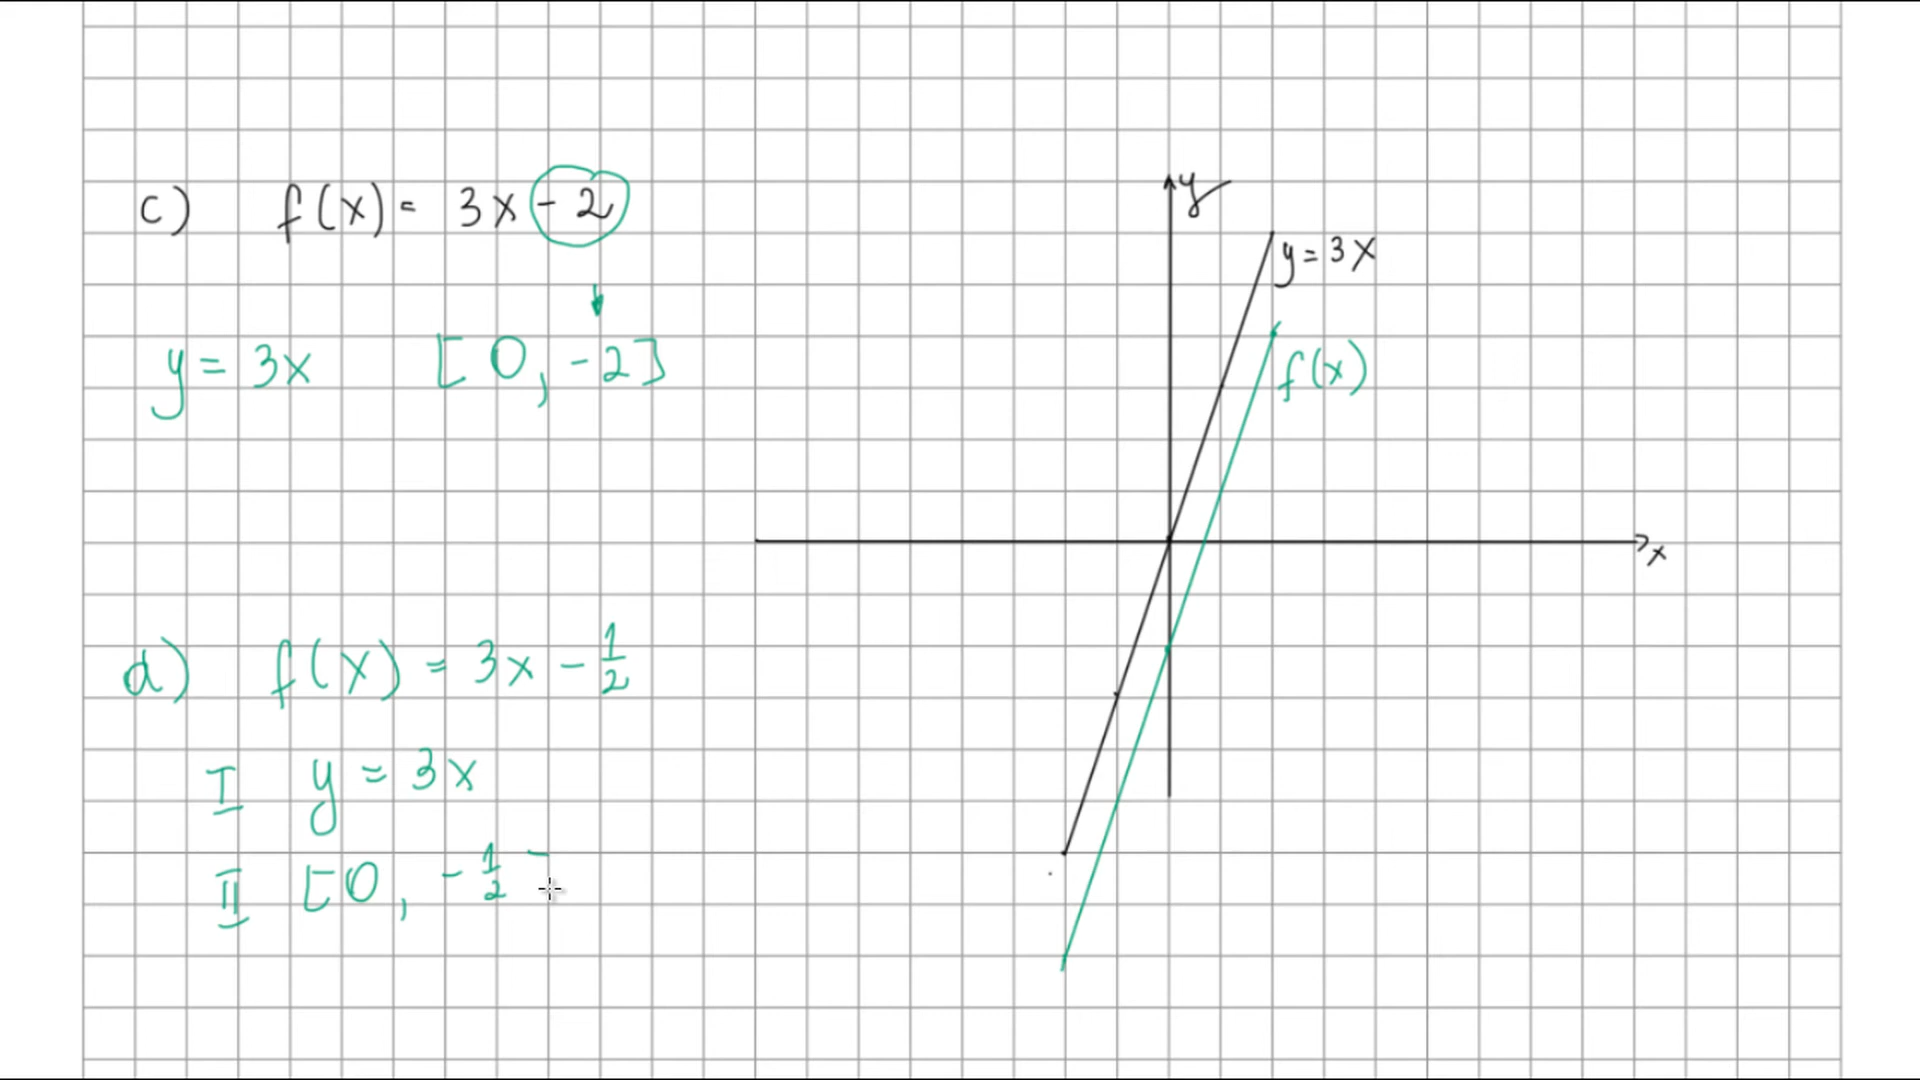 c) f(x) = 3x - 2
y = 3x [0, -2]
d) f(x) = 3x - 1/2
I y = 3x
II [0, - 1/2
y
y = 3x
f(x)
x